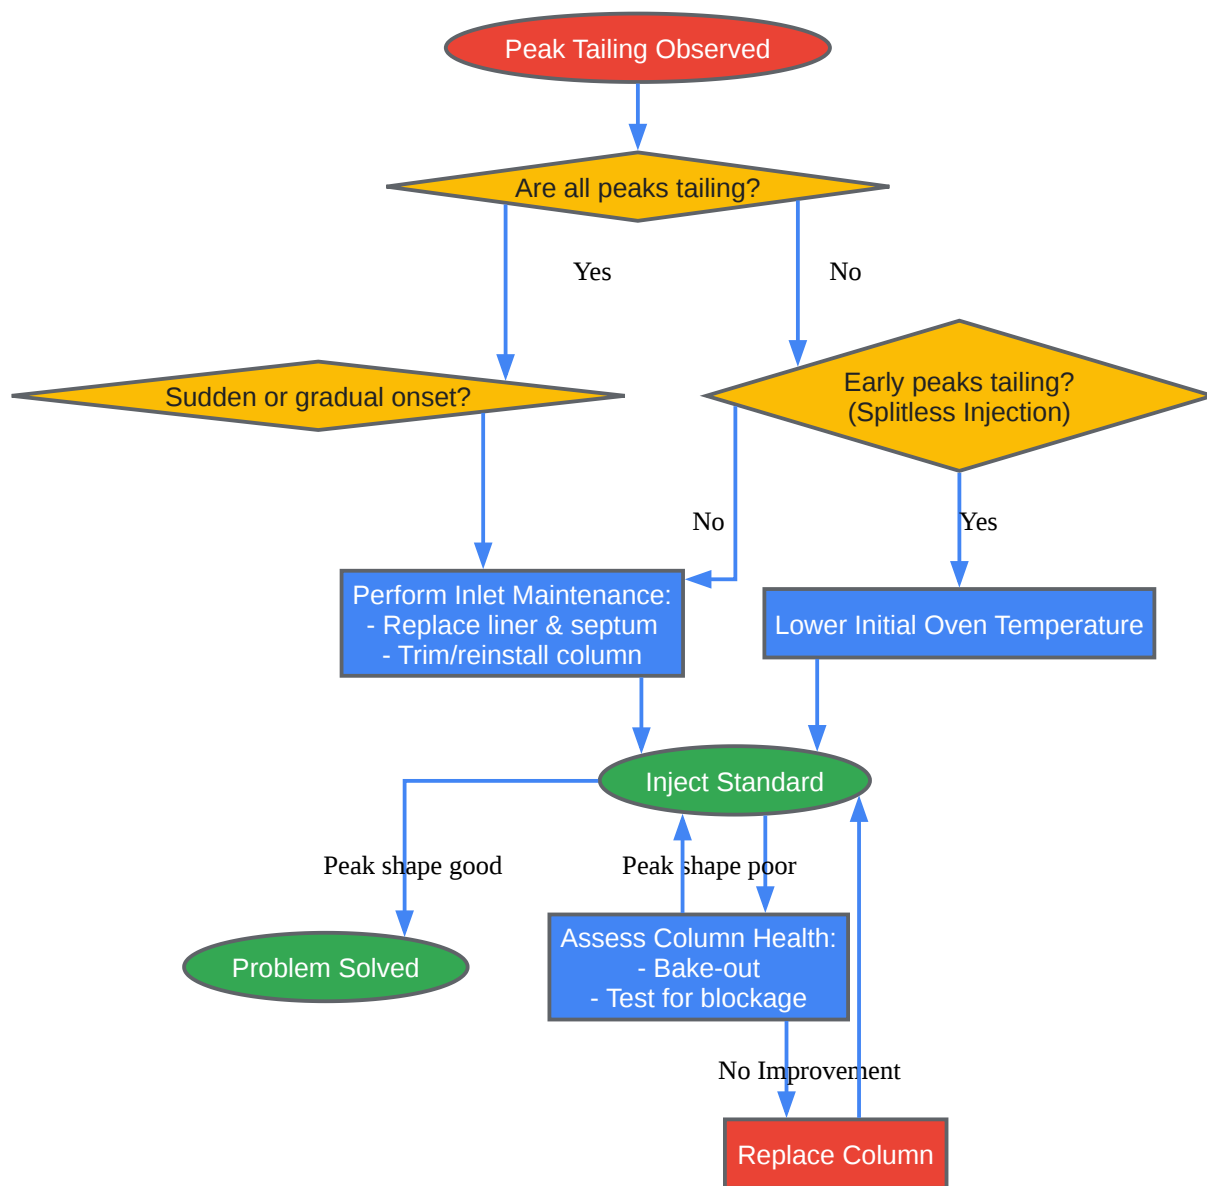 Peak Tailing Observed
Are all peaks tailing?
Yes
No
Sudden or gradual onset?
Early peaks tailing?
(Splitless Injection)
No
Yes
Perform Inlet Maintenance:
- Replace liner & septum
- Trim/reinstall column
Lower Initial Oven Temperature
Inject Standard
Peak shape good
Peak shape poor
Assess Column Health:
- Bake-out
- Test for blockage
Problem Solved
No Improvement
Replace Column